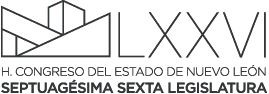 LXXVI
H. CONGRESO DEL ESTADO DE NUEVO LEÓN
SEPTUAGÉSIMA SEXTA LEGISLATURA